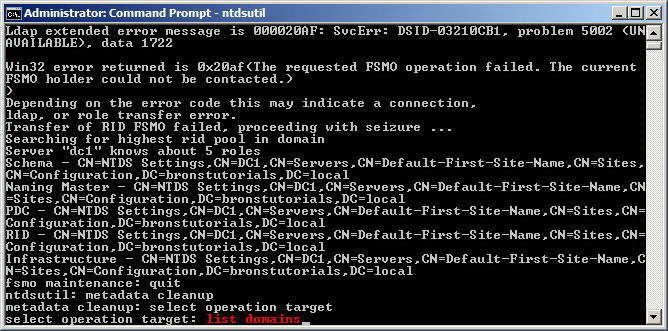 Administrator: Command Prompt - ntdsutil
Ldap extended error message is 000020AF: SvcErr: DSID-03210CB1, problem 5002 (UN
AVAILABLE), data 1722
Win32 error returned is 0x20af(The requested FSMO operation failed. The current
FSMO holder could not be contacted.)
)
Depending on the error code this may indicate a connection,
ldap, or role transfer error.
Transfer of RID FSMO failed, proceeding with seizure ...
Searching for highest rid pool in domain
Server "dc1" knows about 5 roles
Schema - CN=NTDS Settings,CN=DC1,CN=Servers,CN=Default-First-Site-Name,CN=Sites,
CN=Configuration,DC=bronstutorials,DC=local
Naming Master - CN=NTDS Settings,CN=DC1,CN=Servers,CN=Default-First-Site-Name,CN
=Sites,CN=Configuration,DC=bronstutorials,DC=local
PDC - CN=NTDS Settings,CN=DC1,CN=Servers,CN=Default-First-Site-Name,CN=Sites,CN=
Configuration,DC=bronstutorials,DC=local
RID - CN=NTDS Settings,CN=DC1,CN=Servers,CN=Default-First-Site-Name,CN=Sites,CN=
Configuration,DC=bronstutorials,DC=local
Infrastructure - CN=NTDS Settings,CN=DC1,CN=Servers,CN=Default-First-Site-Name,C
N=Sites,CN=Configuration,DC=bronstutorials,DC=local
fsmo maintenance: quit
ntdsutil: metadata cleanup
metadata cleanup: select operation target
select operation target: list domains_